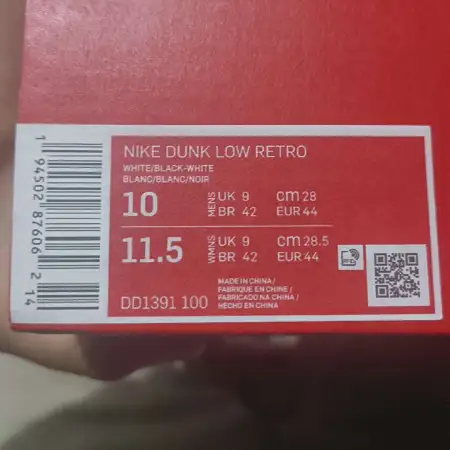 NIKE DUNK LOW RETRO
WHITE/BLACK-WHITE
BLANC/BLANC/NOIR
10 MENS UK 9 CM 28
BR 42 EUR 44
11.5 WMNS UK 9 CM 28.5
BR 42 EUR 44
MADE IN CHINA /
FABRIQUE EN CHINE /
FABRICADO NA CHINA /
HECHO EN CHINA
DD1391 100
1 94502 87606 2 14